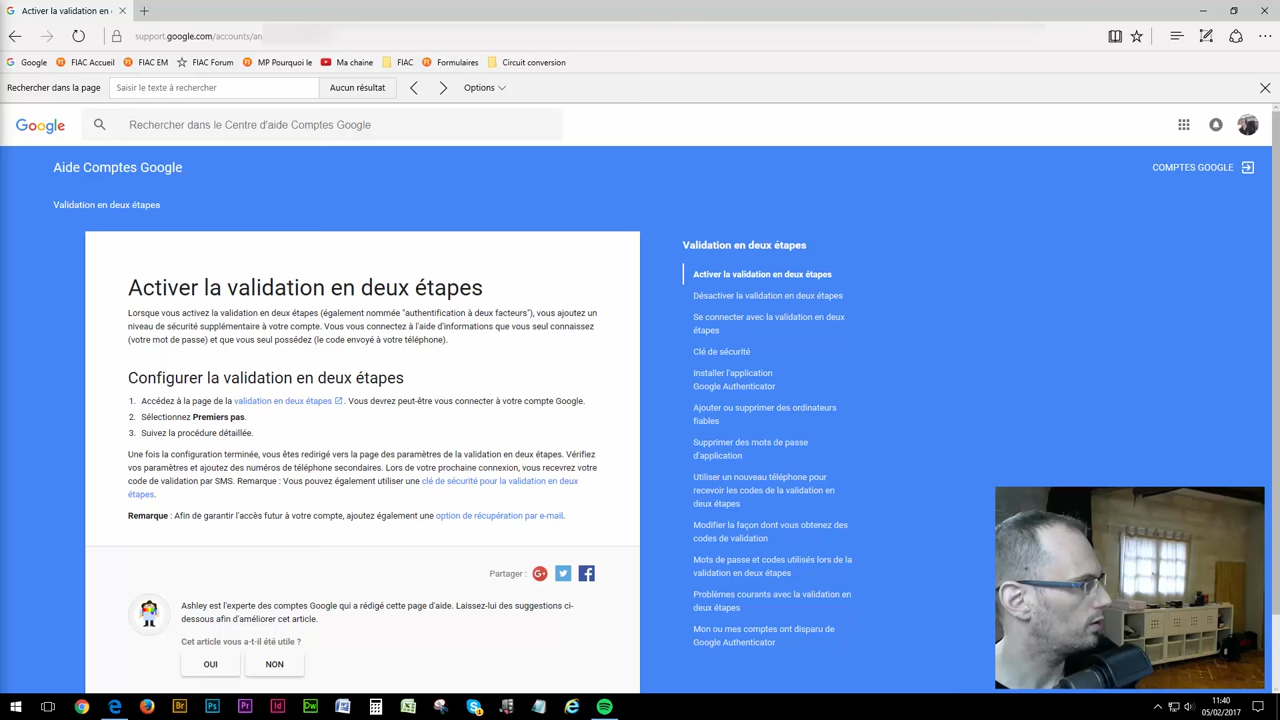 Activer la validation en
support.google.com/accounts/an
Google FIAC Accueil FIAC EM FIAC Forum MP Pourquoi le Ma chaine FIAC Formulaires Circuit conversion
Rechercher dans la page Saisir le texte à rechercher Aucun résultat Options
Google Rechercher dans le Centre d'aide Comptes Google
Aide Comptes Google COMPTES GOOGLE
Validation en deux étapes
Activer la validation en deux étapes
Lorsque vous activez la validation en deux étapes (également nommée "authentification à deux facteurs"), vous ajoutez un
niveau de sécurité supplémentaire à votre compte. Vous vous connectez à l'aide d'informations que vous seul connaissez
(votre mot de passe) et que vous seul possédez (le code envoyé à votre téléphone).
Configurer la validation en deux étapes
1. Accédez à la page de la validation en deux étapes . Vous devrez peut-être vous connecter à votre compte Google.
2. Sélectionnez Premiers pas.
3. Suivez la procédure détaillée.
Une fois la configuration terminée, vous êtes redirigé vers la page des paramètres de la validation en deux étapes. Vérifiez
vos paramètres et ajoutez des numéros de téléphone secondaires. Lors de votre prochaine connexion, vous recevrez votre
code de validation par SMS. Remarque : Vous pouvez également utiliser une clé de sécurité pour la validation en deux
étapes.
Remarque : Afin de garantir l'accès futur à votre compte, ajoutez également une option de récupération par e-mail.
Partager :
Ashley est l'experte des comptes Google qui a rédigé cette page d'aide. Laissez-lui des suggestions ci-
dessous afin d'améliorer cet article.
Cet article vous a-t-il été utile ?
OUI NON
Validation en deux étapes
Activer la validation en deux étapes
Désactiver la validation en deux étapes
Se connecter avec la validation en deux
étapes
Clé de sécurité
Installer l'application
Google Authenticator
Ajouter ou supprimer des ordinateurs
fiables
Supprimer des mots de passe
d'application
Utiliser un nouveau téléphone pour
recevoir les codes de la validation en
deux étapes
Modifier la façon dont vous obtenez des
codes de validation
Mots de passe et codes utilisés lors de la
validation en deux étapes
Problèmes courants avec la validation en
deux étapes
Mon ou mes comptes ont disparu de
Google Authenticator
Br Ps Pr Id Dw
11:40
05/02/2017